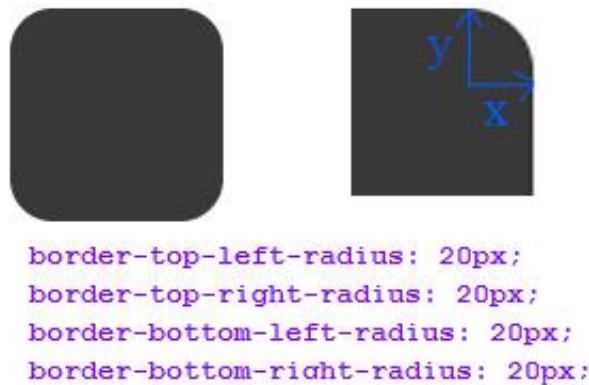 y
x
border-top-left-radius: 20px;
border-top-right-radius: 20px;
border-bottom-left-radius: 20px;
border-bottom-right-radius: 20px;